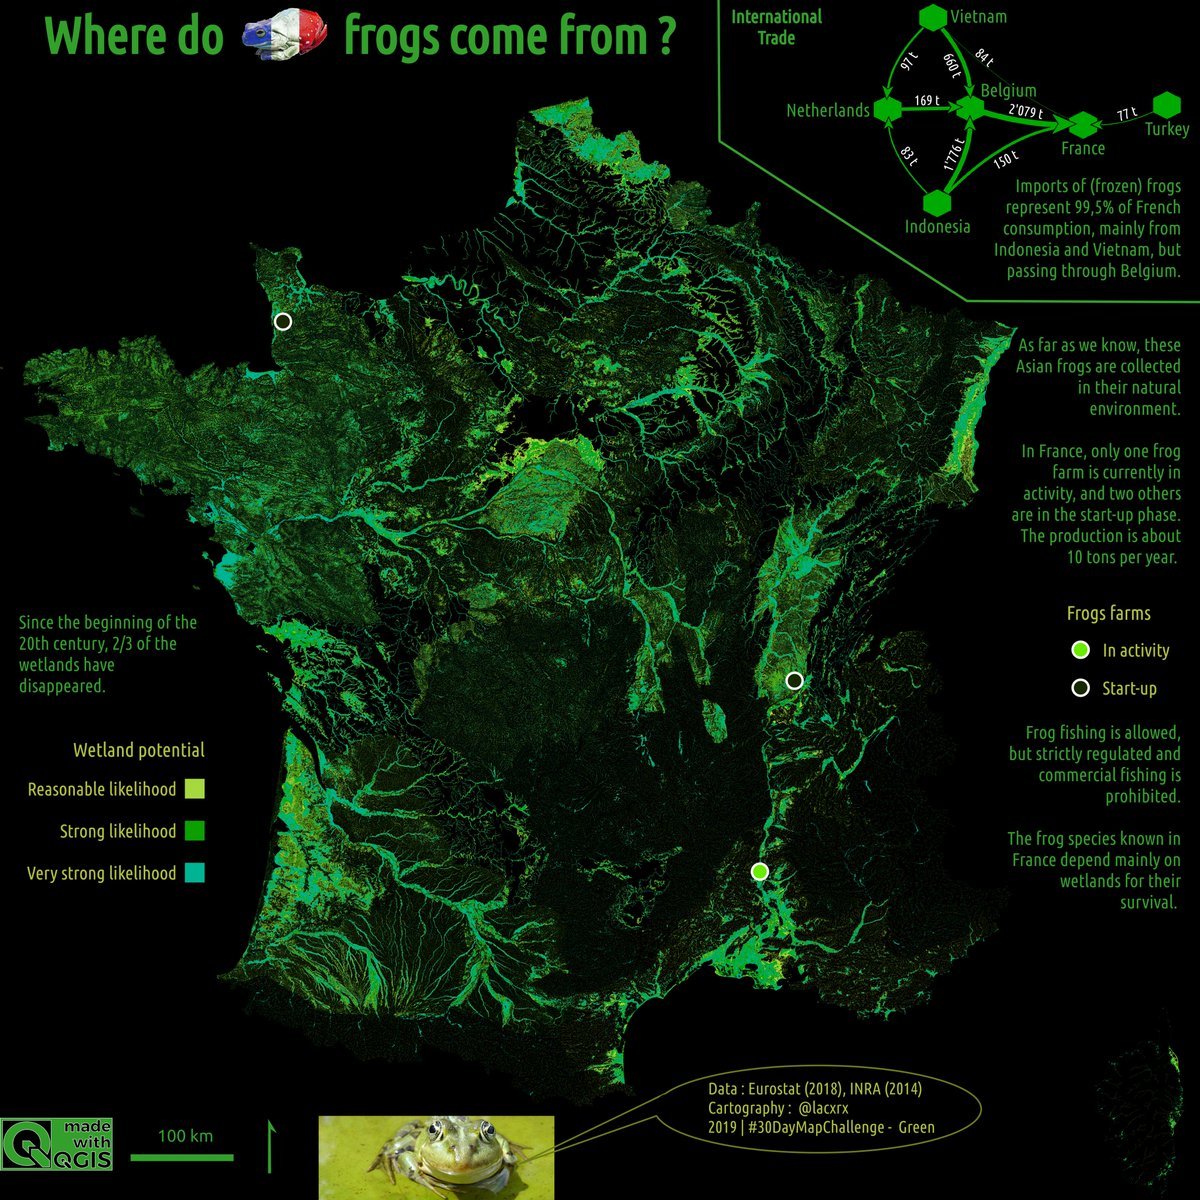 Where do frogs come from ?
International
Trade
Vietnam
97 t
660 t
84 t
Netherlands
169 t
Belgium
2'079 t
France
77 t
Turkey
83 t
1'776 t
150 t
Indonesia
Imports of (frozen) frogs
represent 99,5% of French
consumption, mainly from
Indonesia and Vietnam, but
passing through Belgium.
As far as we know, these
Asian frogs are collected
in their natural
environment.
In France, only one frog
farm is currently in
activity, and two others
are in the start-up phase.
The production is about
10 tons per year.
Frogs farms
In activity
Start-up
Frog fishing is allowed,
but strictly regulated and
commercial fishing is
prohibited.
The frog species known in
France depend mainly on
wetlands for their
survival.
Since the beginning of the
20th century, 2/3 of the
wetlands have
disappeared.
Wetland potential
Reasonable likelihood
Strong likelihood
Very strong likelihood
made
with
QGIS
100 km
Data : Eurostat (2018), INRA (2014)
Cartography : @lacxrx
2019 | #30DayMapChallenge - Green